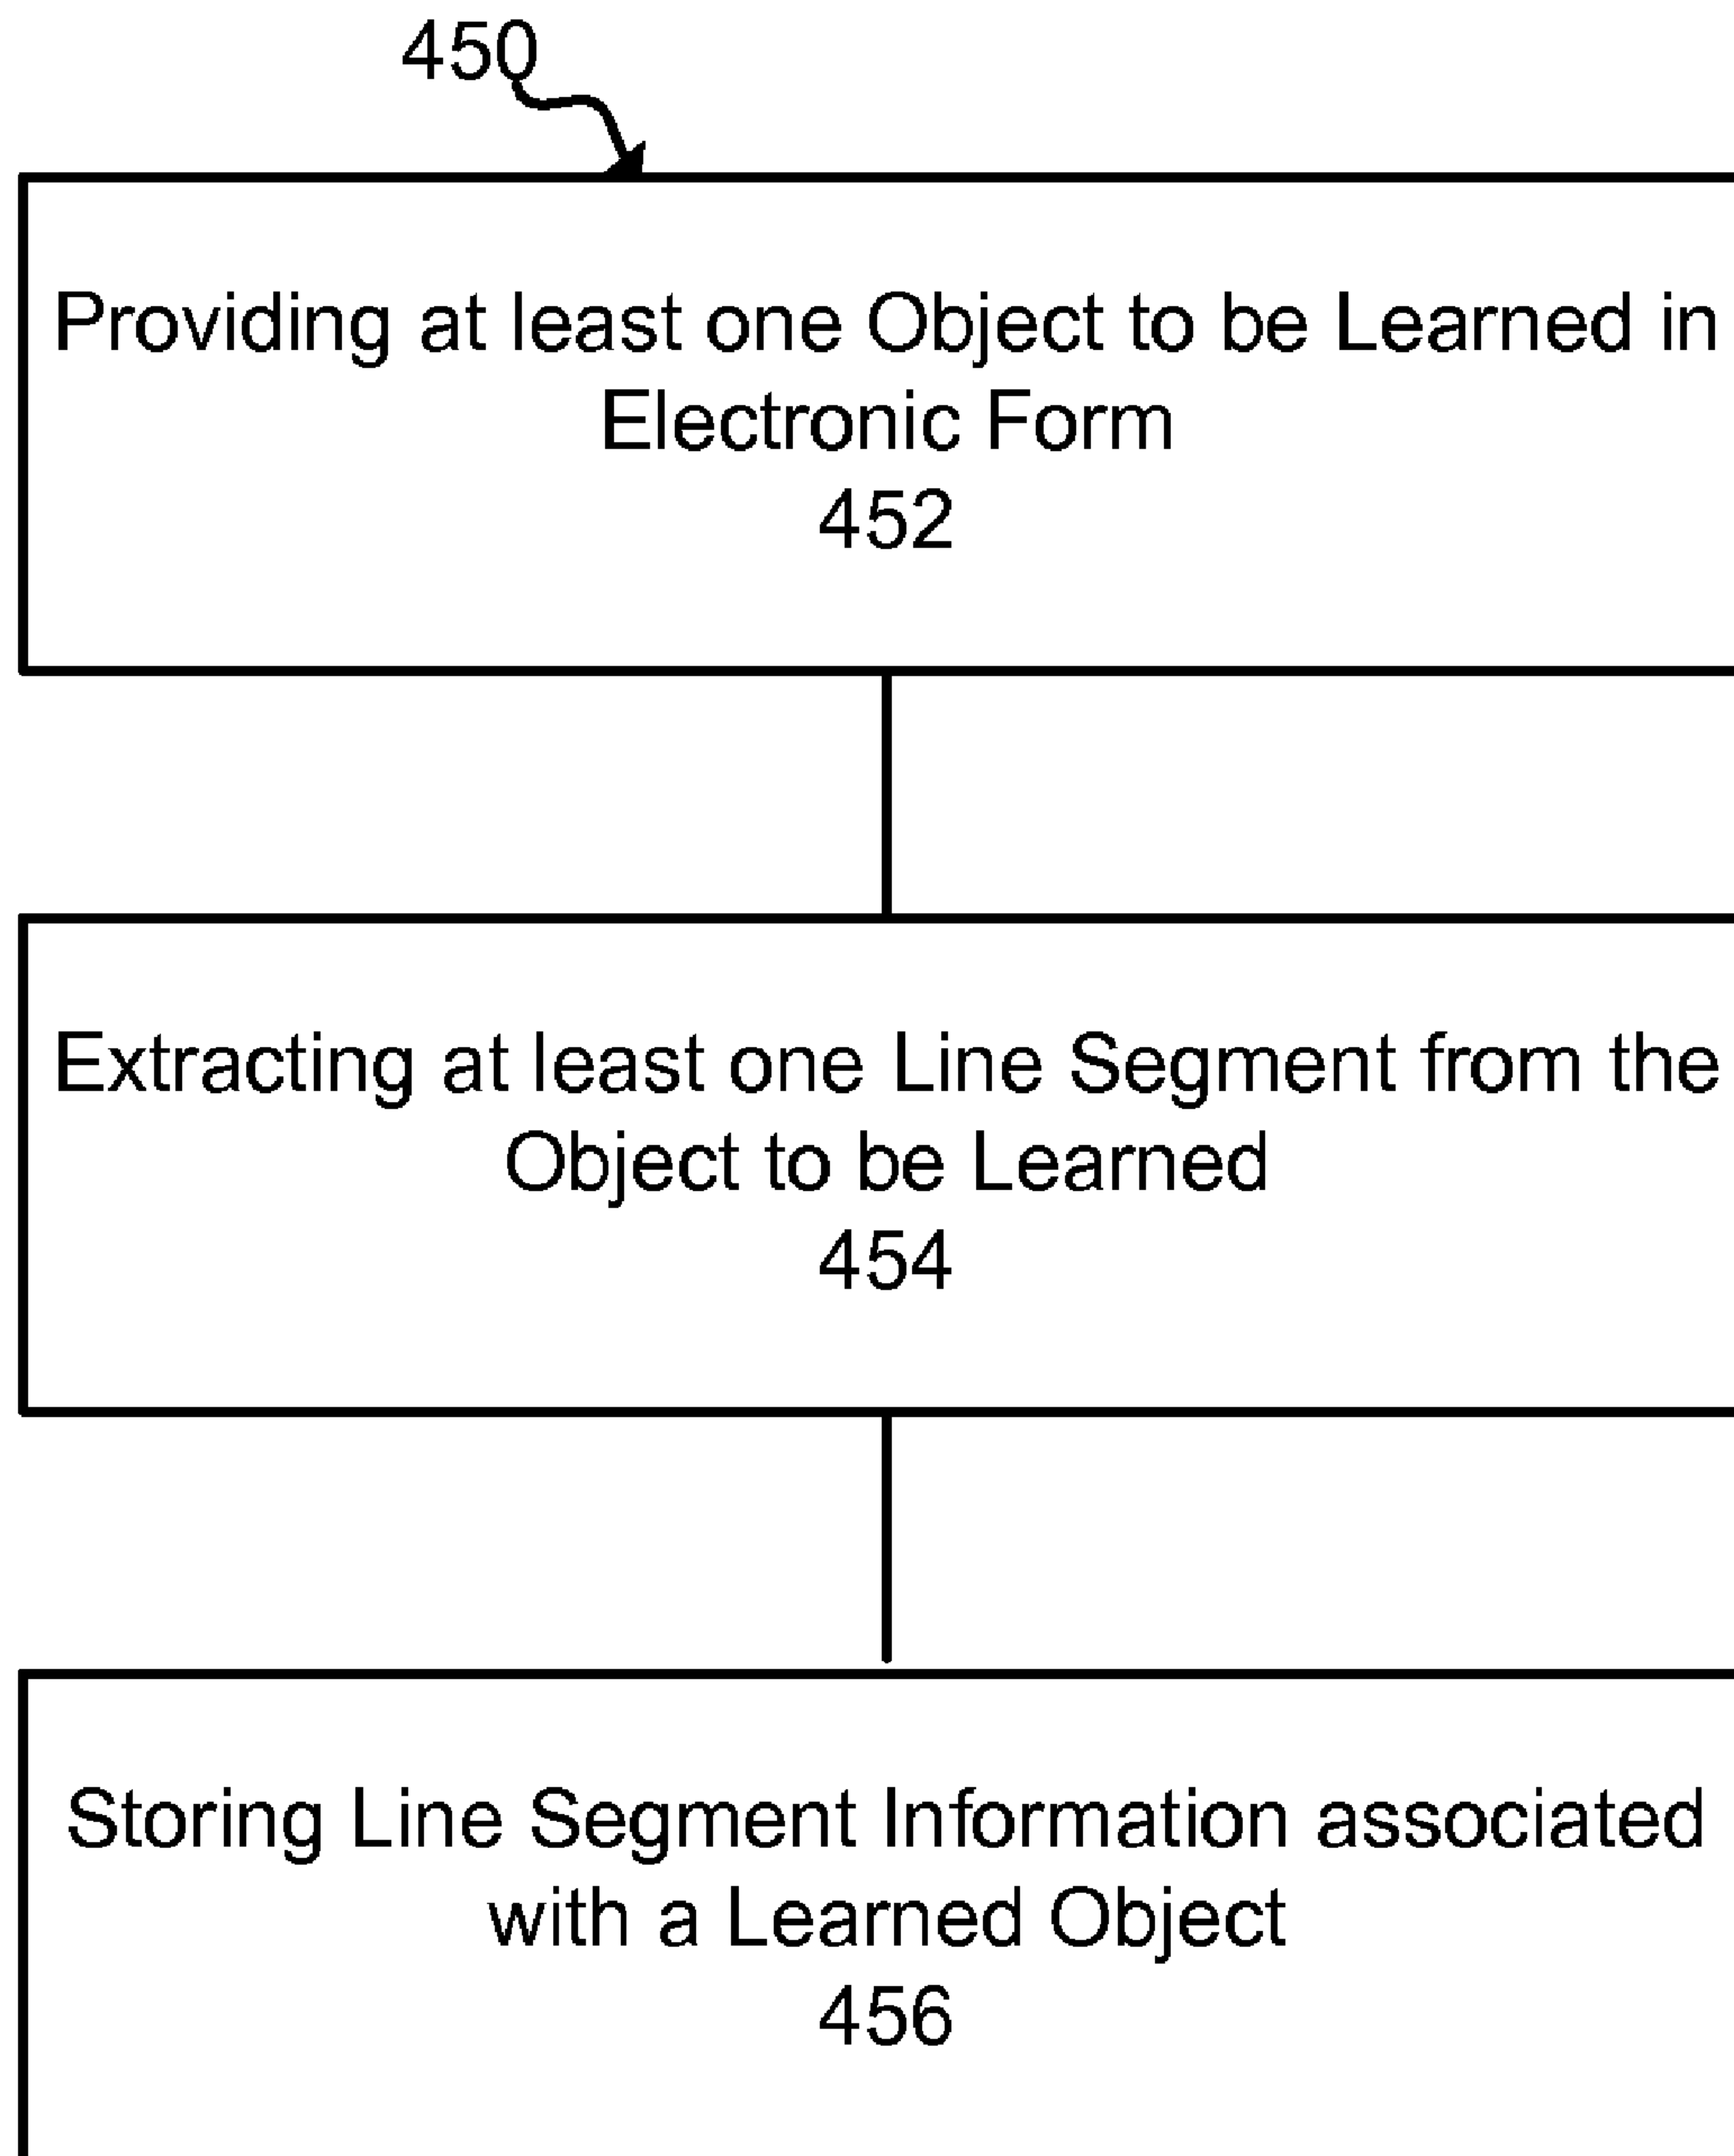 450
Providing at least one Object to be Learned in
Electronic Form
452
Extracting at least one Line Segment from the
Object to be Learned
454
Storing Line Segment Information associated
with a Learned Object
456